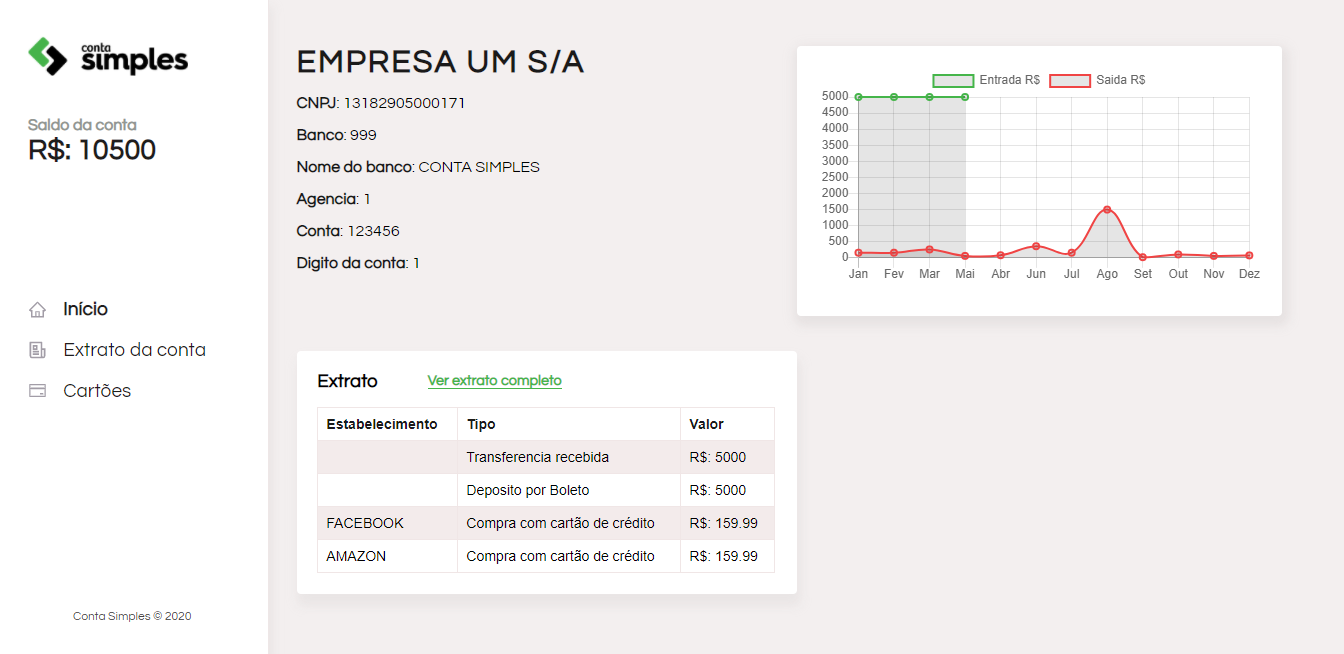 conta
simples
Saldo da conta
R$: 10500
Início
Extrato da conta
Cartões
Conta Simples © 2020
EMPRESA UM S/A
CNPJ: 13182905000171
Banco: 999
Nome do banco: CONTA SIMPLES
Agencia: 1
Conta: 123456
Digito da conta: 1
Entrada R$ Saida R$
5000
4500
4000
3500
3000
2500
2000
1500
1000
500
0
Jan Fev Mar Mai Abr Jun Jul Ago Set Out Nov Dez
Extrato Ver extrato completo
Estabelecimento Tipo Valor
Transferencia recebida R$: 5000
Deposito por Boleto R$: 5000
FACEBOOK Compra com cartão de crédito R$: 159.99
AMAZON Compra com cartão de crédito R$: 159.99